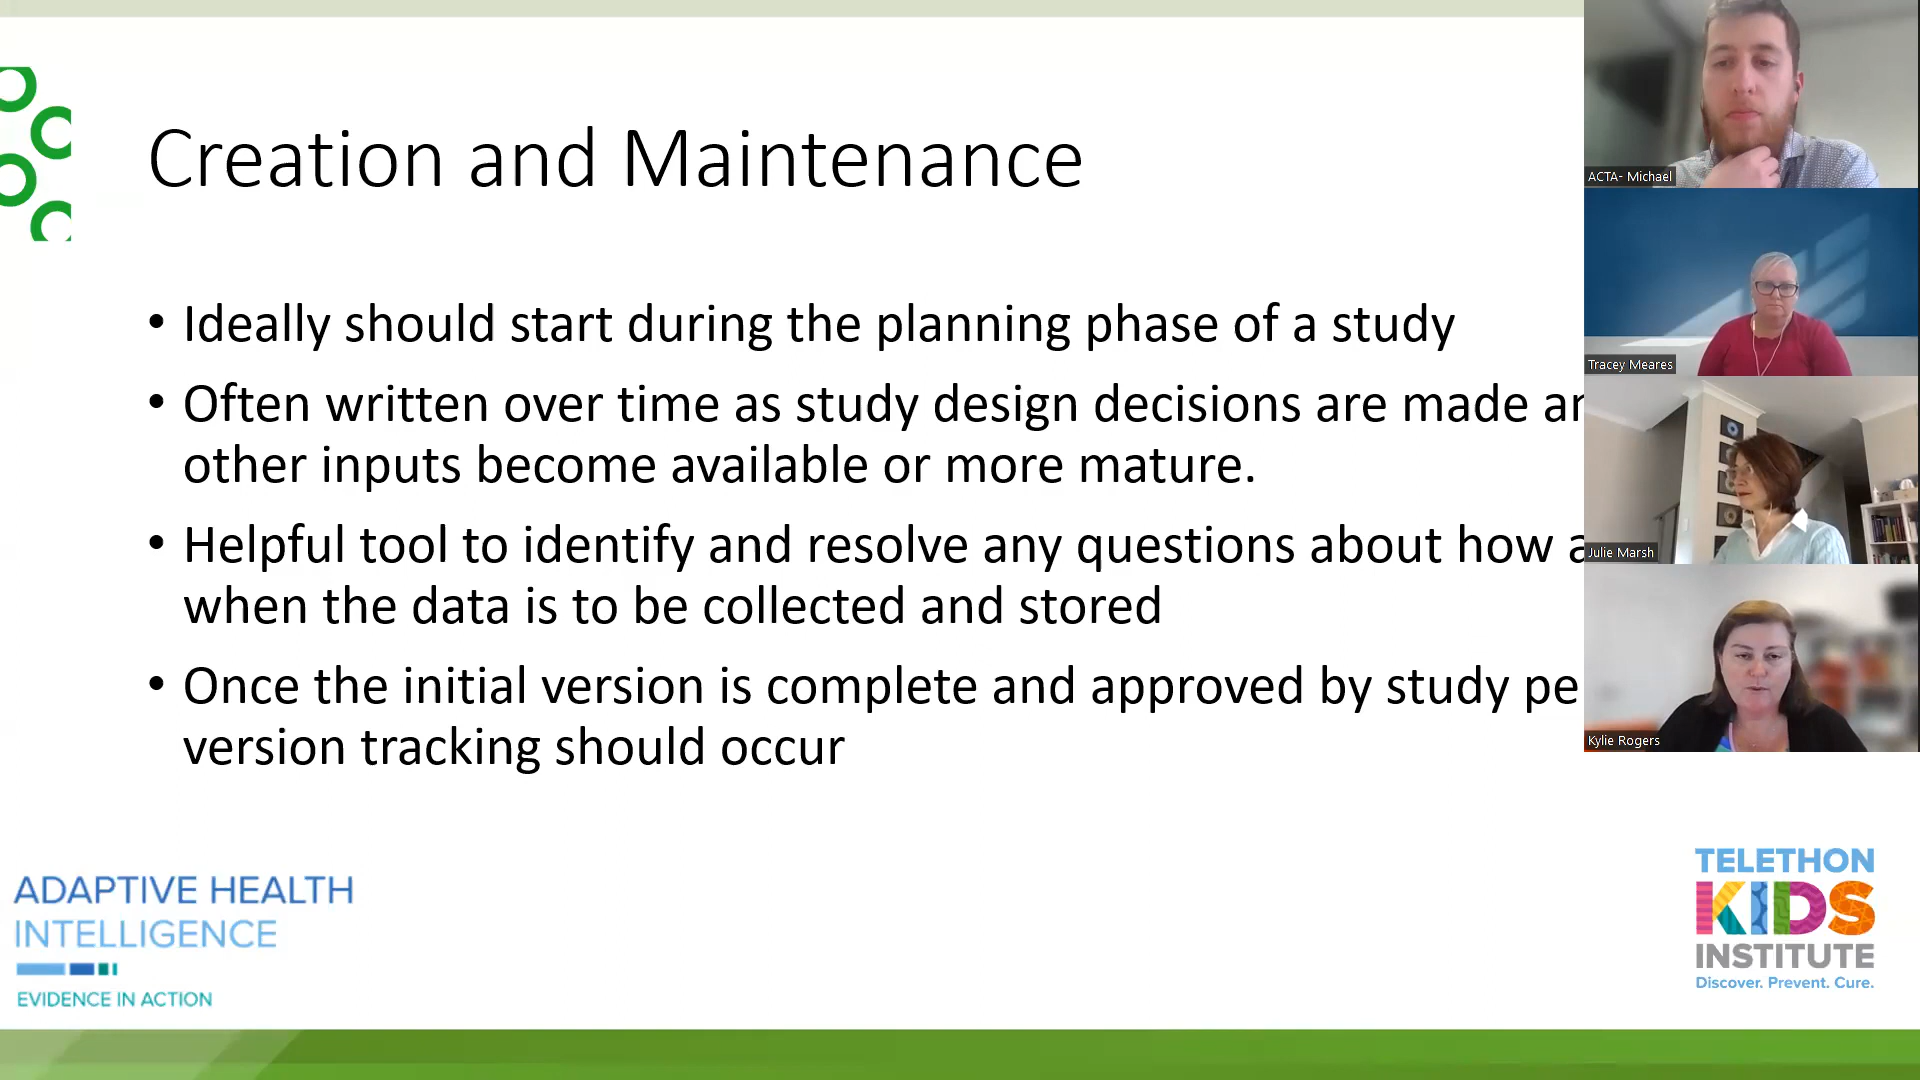 Creation and Maintenance
• Ideally should start during the planning phase of a study
• Often written over time as study design decisions are made
other inputs become available or more mature.
• Helpful tool to identify and resolve any questions about how
when the data is to be collected and stored
• Once the initial version is complete and approved by study
version tracking should occur
ACTA- Michael
Tracey Meares
Julie Marsh
Kylie Rogers
ADAPTIVE HEALTH
INTELLIGENCE
EVIDENCE IN ACTION
TELETHON
KIDS
INSTITUTE
Discover. Prevent. Cure.